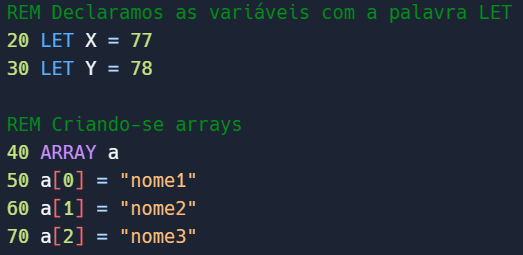 REM Declaramos as variáveis com a palavra LET
20 LET X = 77
30 LET Y = 78
REM Criando-se arrays
40 ARRAY a
50 a[0] = "nome1"
60 a[1] = "nome2"
70 a[2] = "nome3"